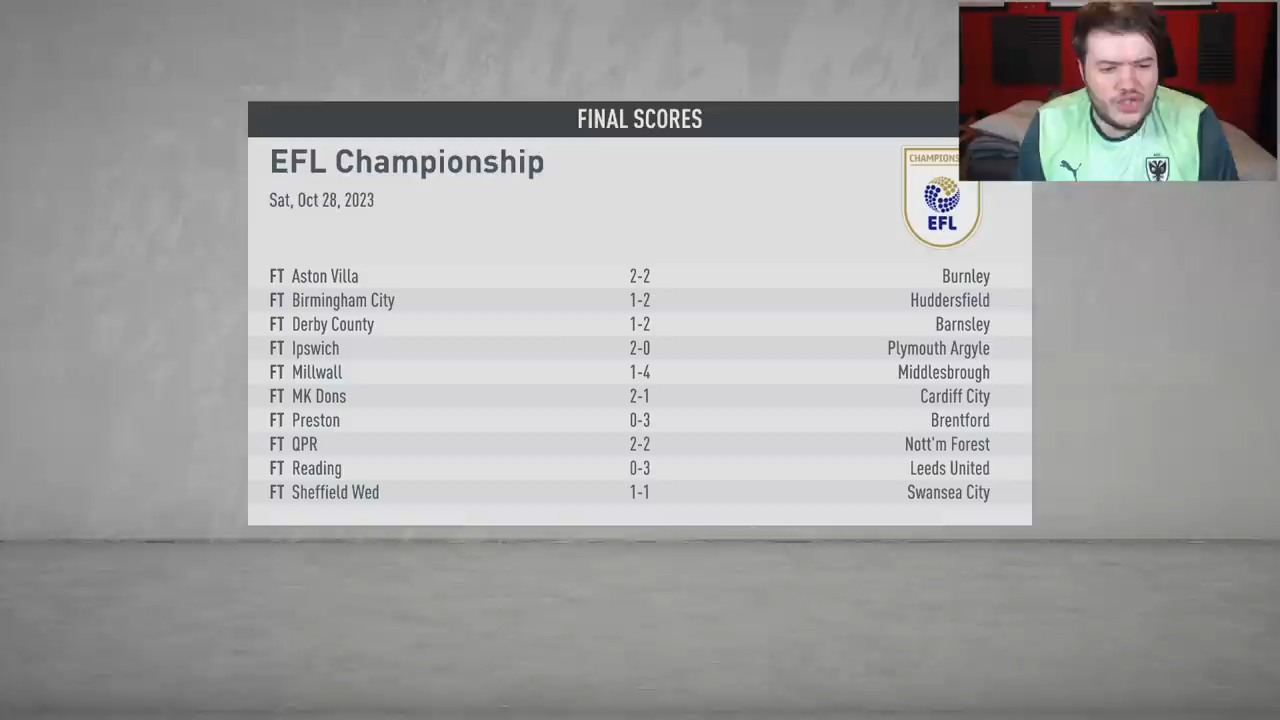 FINAL SCORES
EFL Championship
Sat, Oct 28, 2023
EFL
FT Aston Villa 2-2 Burnley
FT Birmingham City 1-2 Huddersfield
FT Derby County 1-2 Barnsley
FT Ipswich 2-0 Plymouth Argyle
FT Millwall 1-4 Middlesbrough
FT MK Dons 2-1 Cardiff City
FT Preston 0-3 Brentford
FT QPR 2-2 Nott'm Forest
FT Reading 0-3 Leeds United
FT Sheffield Wed 1-1 Swansea City